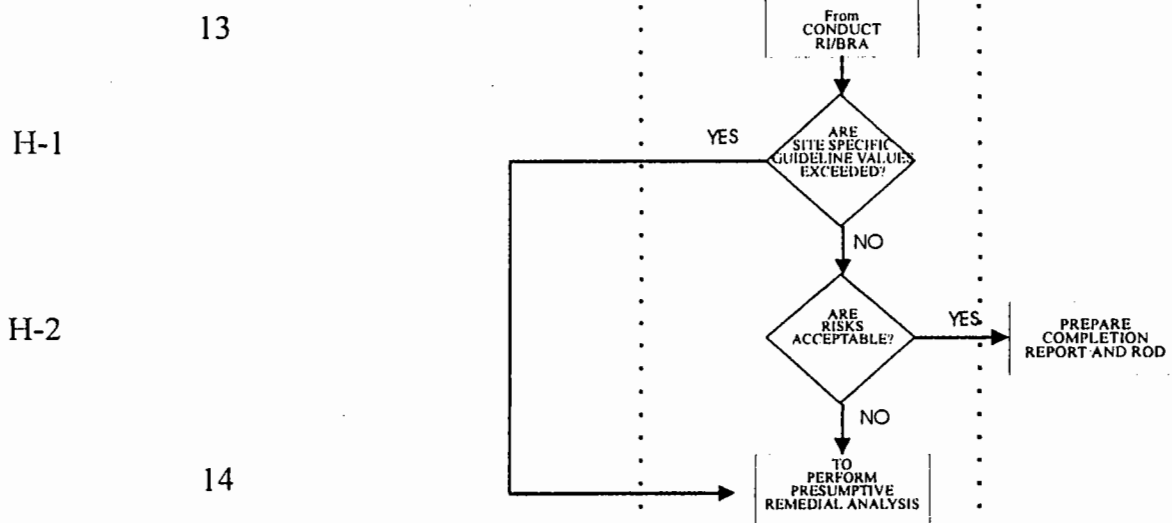 13
From
CONDUCT
RI/BRA
H-1
YES
ARE
SITE SPECIFIC
GUIDELINE VALUES
EXCEEDED?
NO
H-2
ARE
RISKS
ACCEPTABLE?
YES
PREPARE
COMPLETION
REPORT AND ROD
NO
14
TO
PERFORM
PRESUMPTIVE
REMEDIAL ANALYSIS